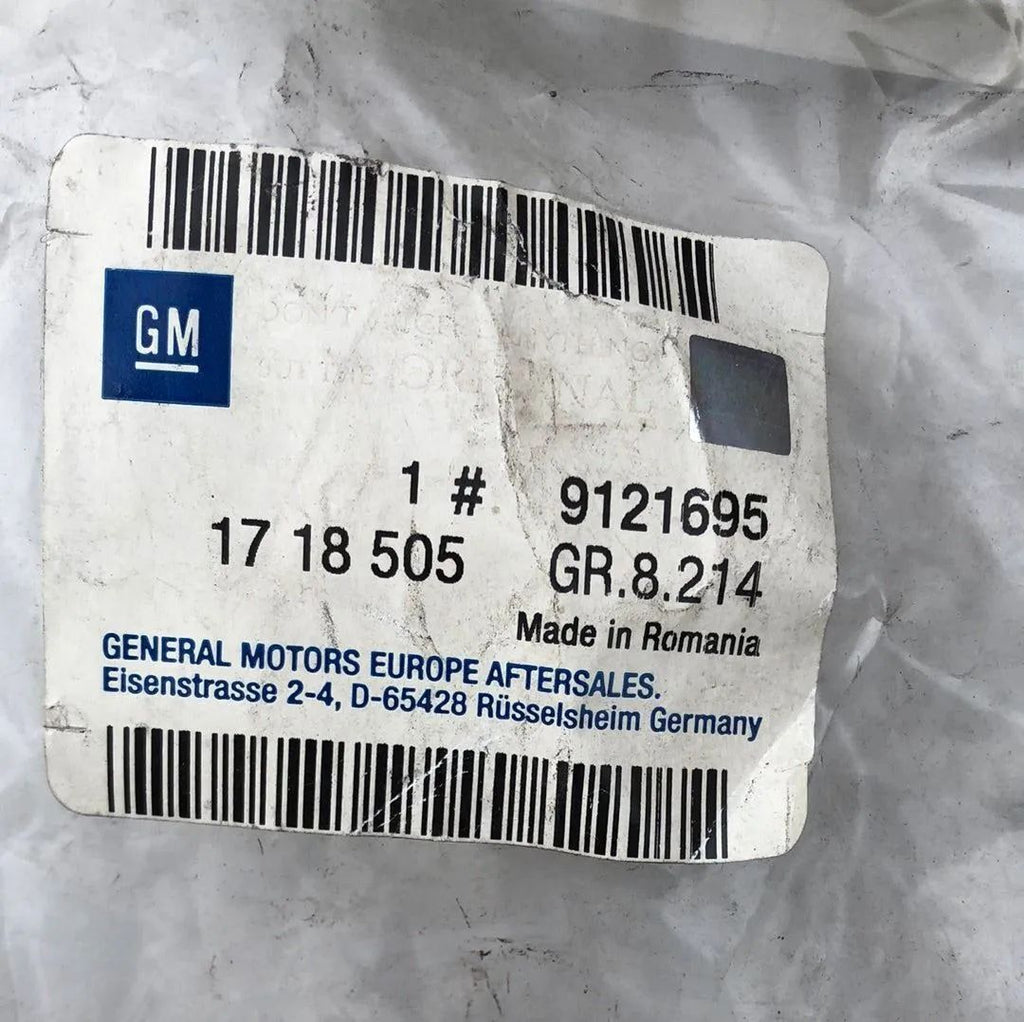 GM
1 # 9121695
17 18 505 GR.8.214
Made in Romania
GENERAL MOTORS EUROPE AFTERSALES.
Eisenstrasse 2-4, D-65428 Rüsselsheim Germany